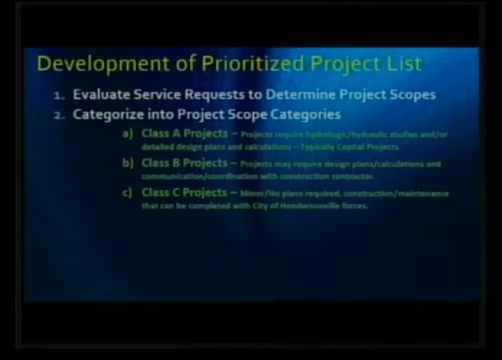 Development of Prioritized Project List
1. Evaluate Service Requests to Determine Project Scopes
2. Categorize into Project Scope Categories
a) Class A Projects – Projects require hydrologic/hydraulic studies and/or
detailed design plans and calculations – Typically Capital Projects.
b) Class B Projects – Projects may require design plans/calculations and
communication/coordination with construction contractor.
c) Class C Projects – Minor/No plans required, construction/maintenance
that can be completed with City of Hendersonville forces.